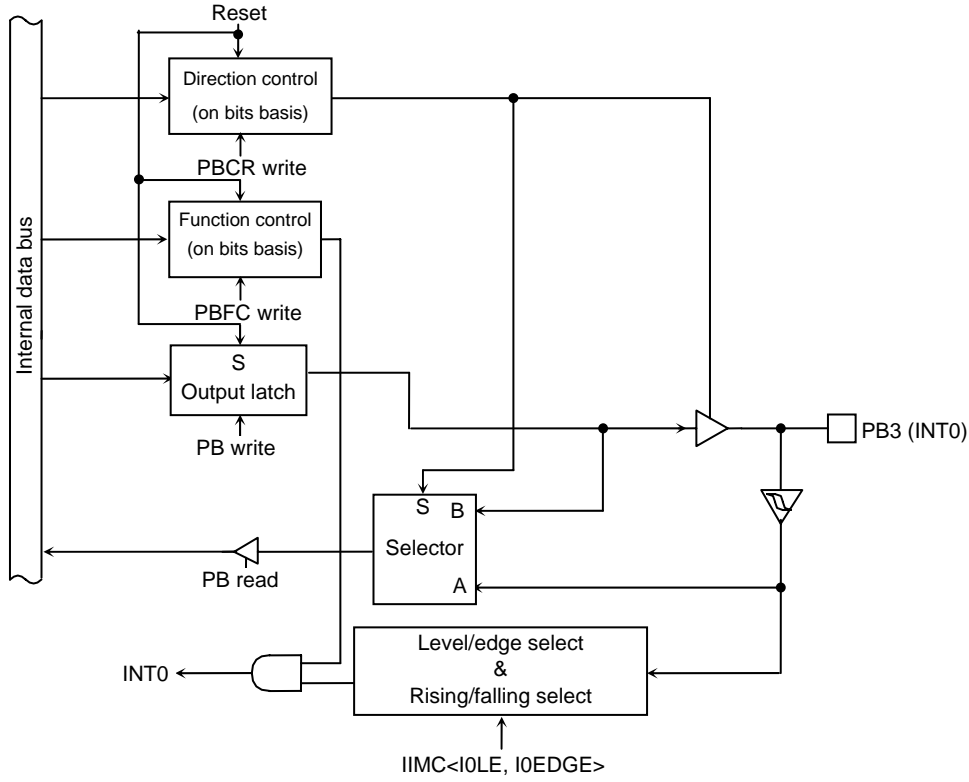 Reset
Direction control
(on bits basis)
PBCR write
Function control
(on bits basis)
PBFC write
Internal data bus
S
Output latch
PB write
PB3 (INT0)
S
B
Selector
A
PB read
Level/edge select
&
Rising/falling select
INT0
IIMC<I0LE, I0EDGE>